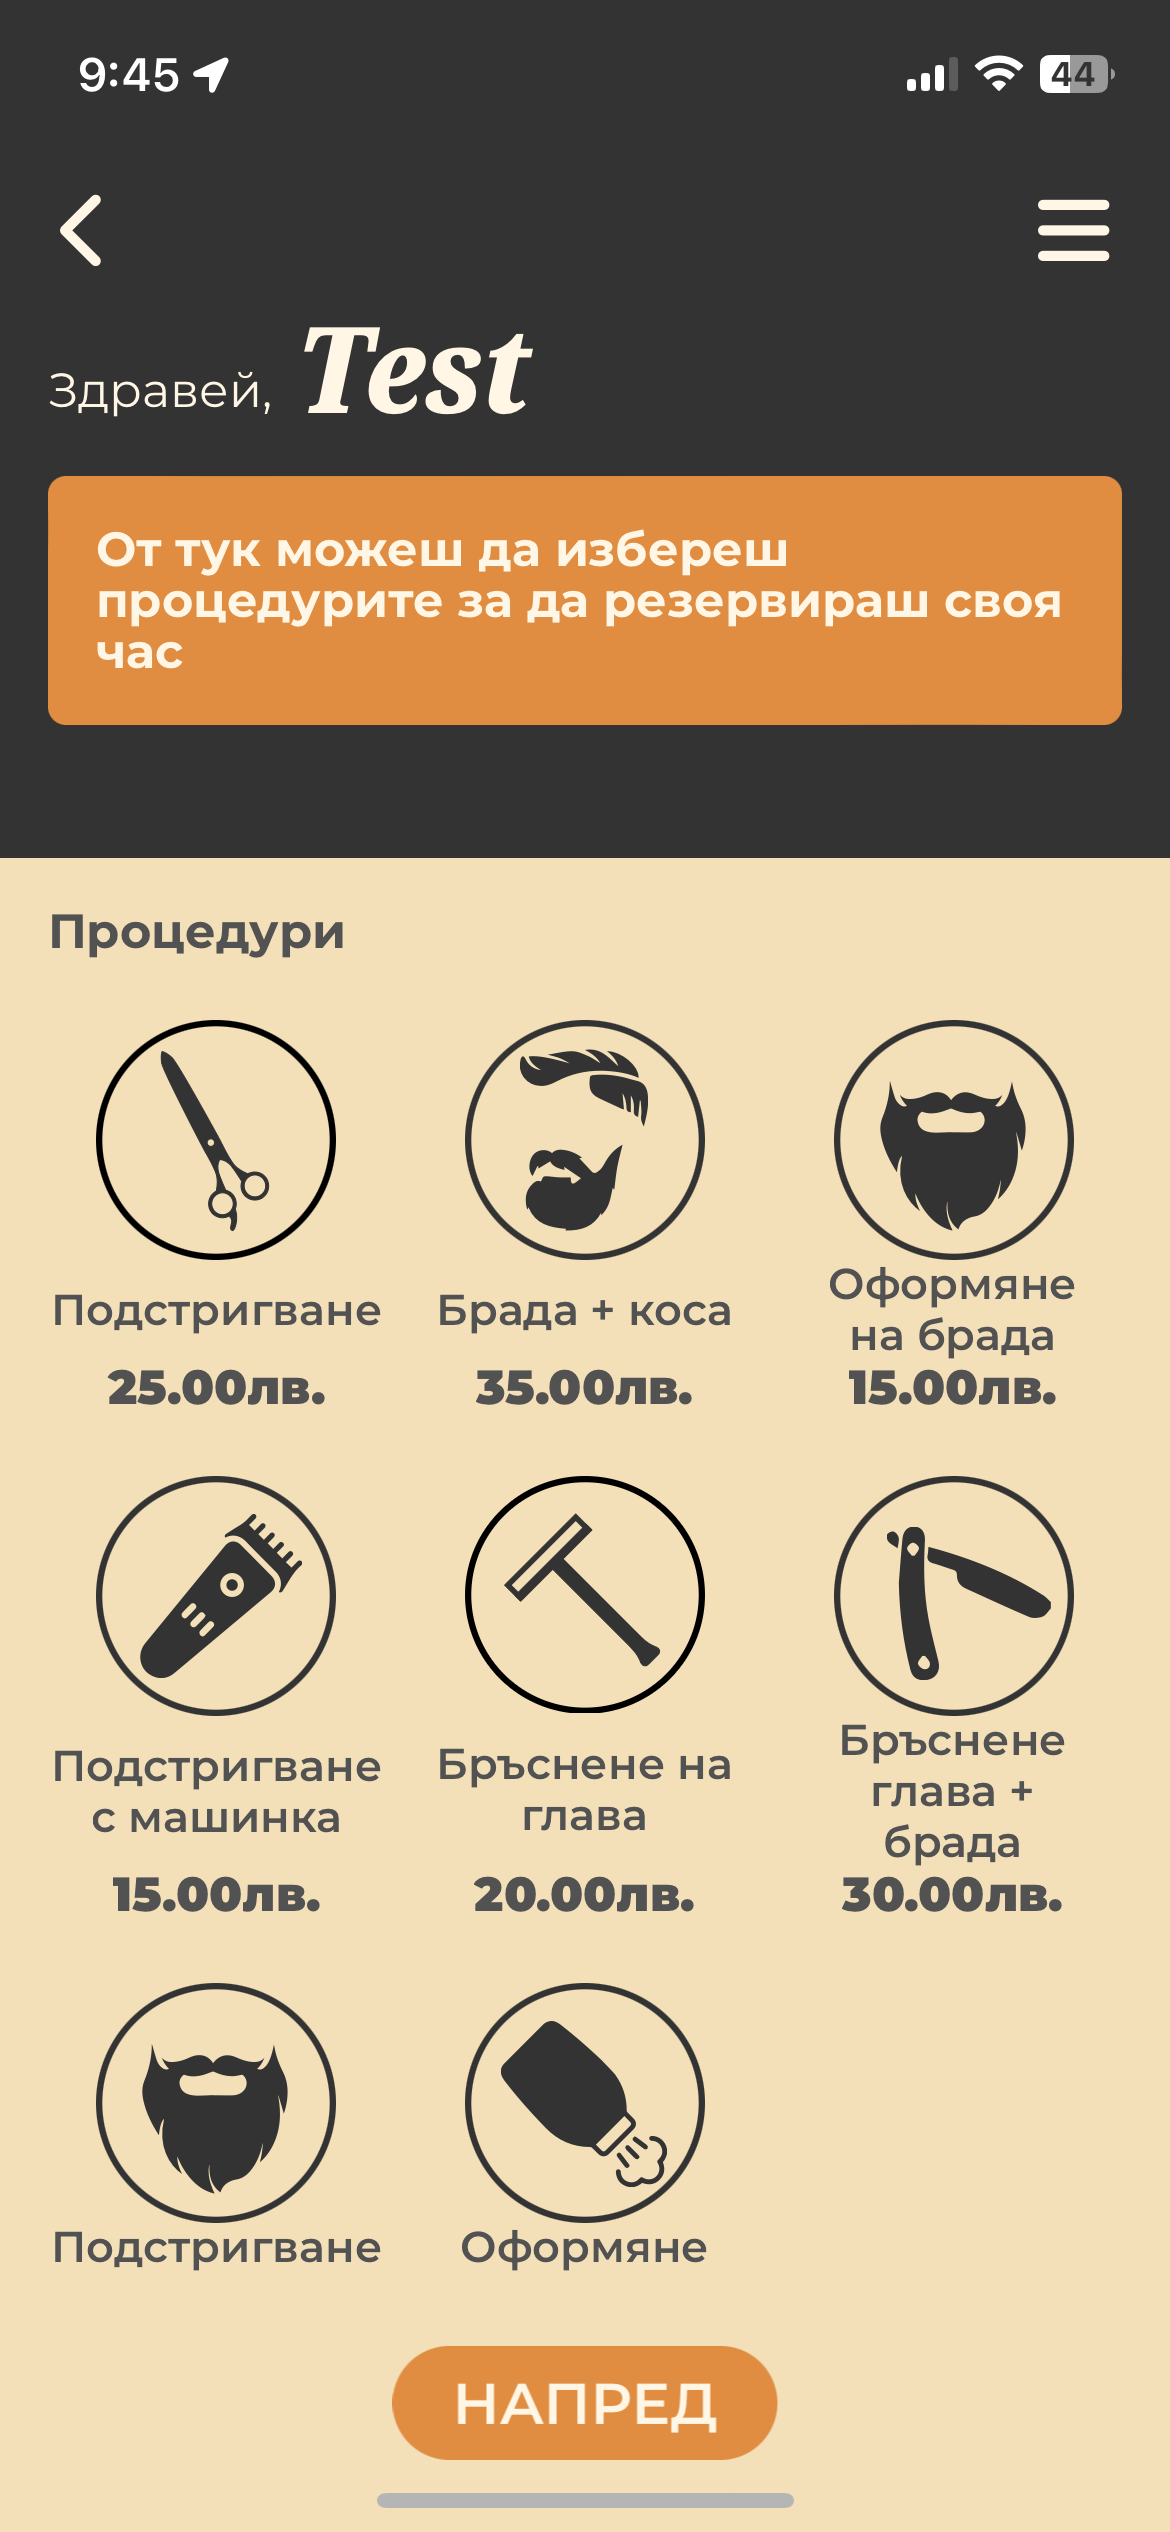 9:45
44
Здравей, Test
От тук можеш да избереш
процедурите за да резервираш своя
час
Процедури
Подстригване
25.00лв.
Брада + коса
35.00лв.
Оформяне
на брада
15.00лв.
Подстригване
с машинка
15.00лв.
Бръснене на
глава
20.00лв.
Бръснене
глава +
брада
30.00лв.
Подстригване
Оформяне
НАПРЕД